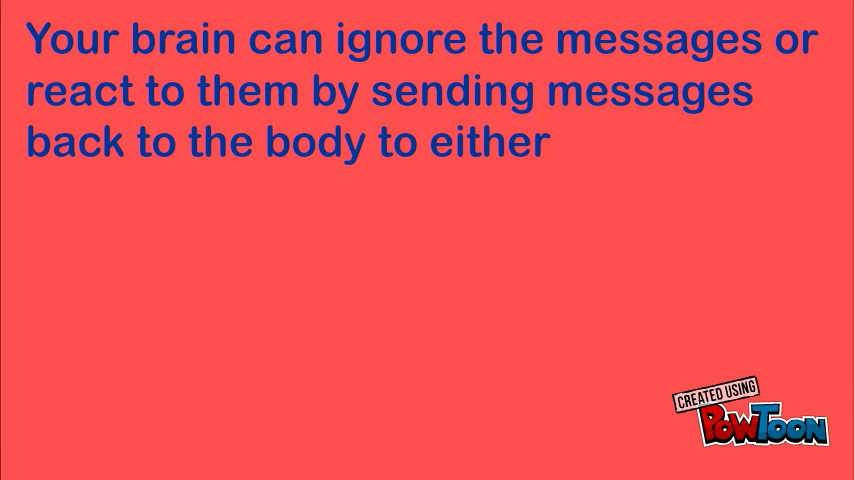 Your brain can ignore the messages or
react to them by sending messages
back to the body to either
CREATED USING
POWTOON